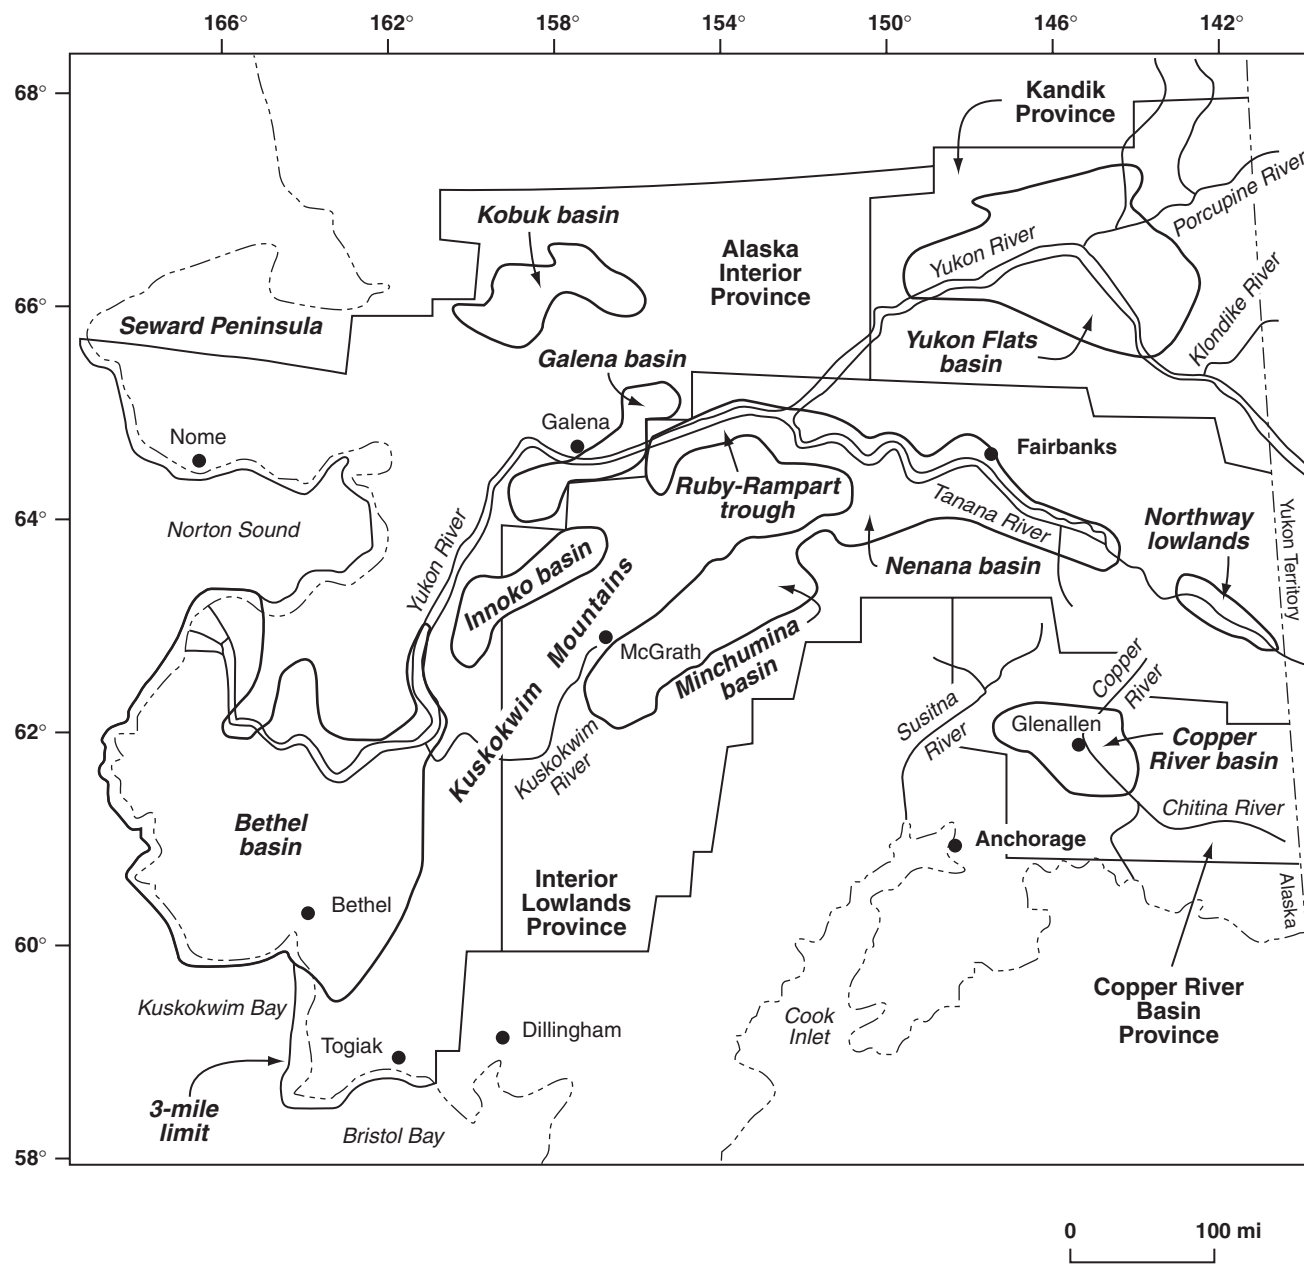 166°
162°
158°
154°
150°
146°
142°
68°
66°
64°
62°
60°
58°
Kandik
Province
Porcupine River
Kobuk basin
Alaska
Interior
Province
Yukon River
Klondike River
Seward Peninsula
Yukon Flats
basin
Galena basin
Galena
Nome
Fairbanks
Ruby-Rampart
trough
Tanana River
Northway
lowlands
Yukon Territory
Norton Sound
Yukon River
Innoko basin
Nenana basin
Kuskokwim Mountains
McGrath
Minchumina
basin
Copper
River
Susitna
River
Glenallen
Copper
River basin
Kuskokwim
River
Chitina River
Bethel
basin
Anchorage
Interior
Lowlands
Province
Bethel
Alaska
Copper River
Basin
Province
Kuskokwim Bay
Cook
Inlet
Togiak
Dillingham
3-mile
limit
Bristol Bay
0
100 mi